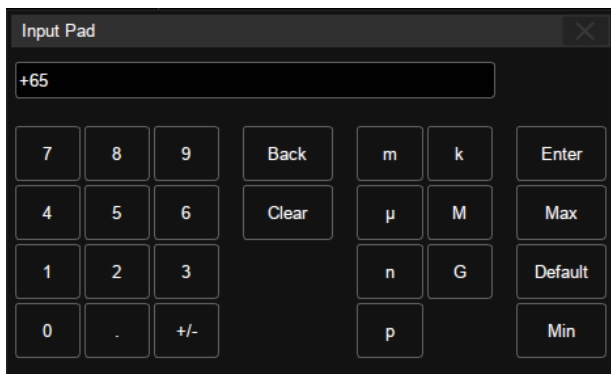 Input Pad
+65
7 8 9 Back m k Enter
4 5 6 Clear µ M Max
1 2 3 n G Default
0 . +/- p Min